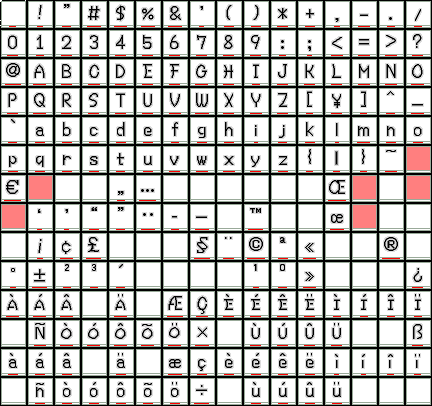 ! " # $ % & ' ( ) * + , - . /
0 1 2 3 4 5 6 7 8 9 : ; < = > ?
@ A B C D E F G H I J K L M N O
P Q R S T U V W X Y Z [ ¥ ] ^ _
` a b c d e f g h i j k l m n o
p q r s t u v w x y z { | } ~
€ „ … Œ
‘ ’ “ ” ·· - — ™ œ
¡ ¢ £ § ¨ © ª « ®
° ± ² ³ ´ ¹ º » ¿
À Á Â Ä Æ Ç È É Ê Ë Ì Í Î Ï
Ñ Ò Ó Ô Õ Ö × Ù Ú Û Ü ß
à á â ä æ ç è é ê ë ì í î ï
ñ ò ó ô õ ö ÷ ù ú û ü